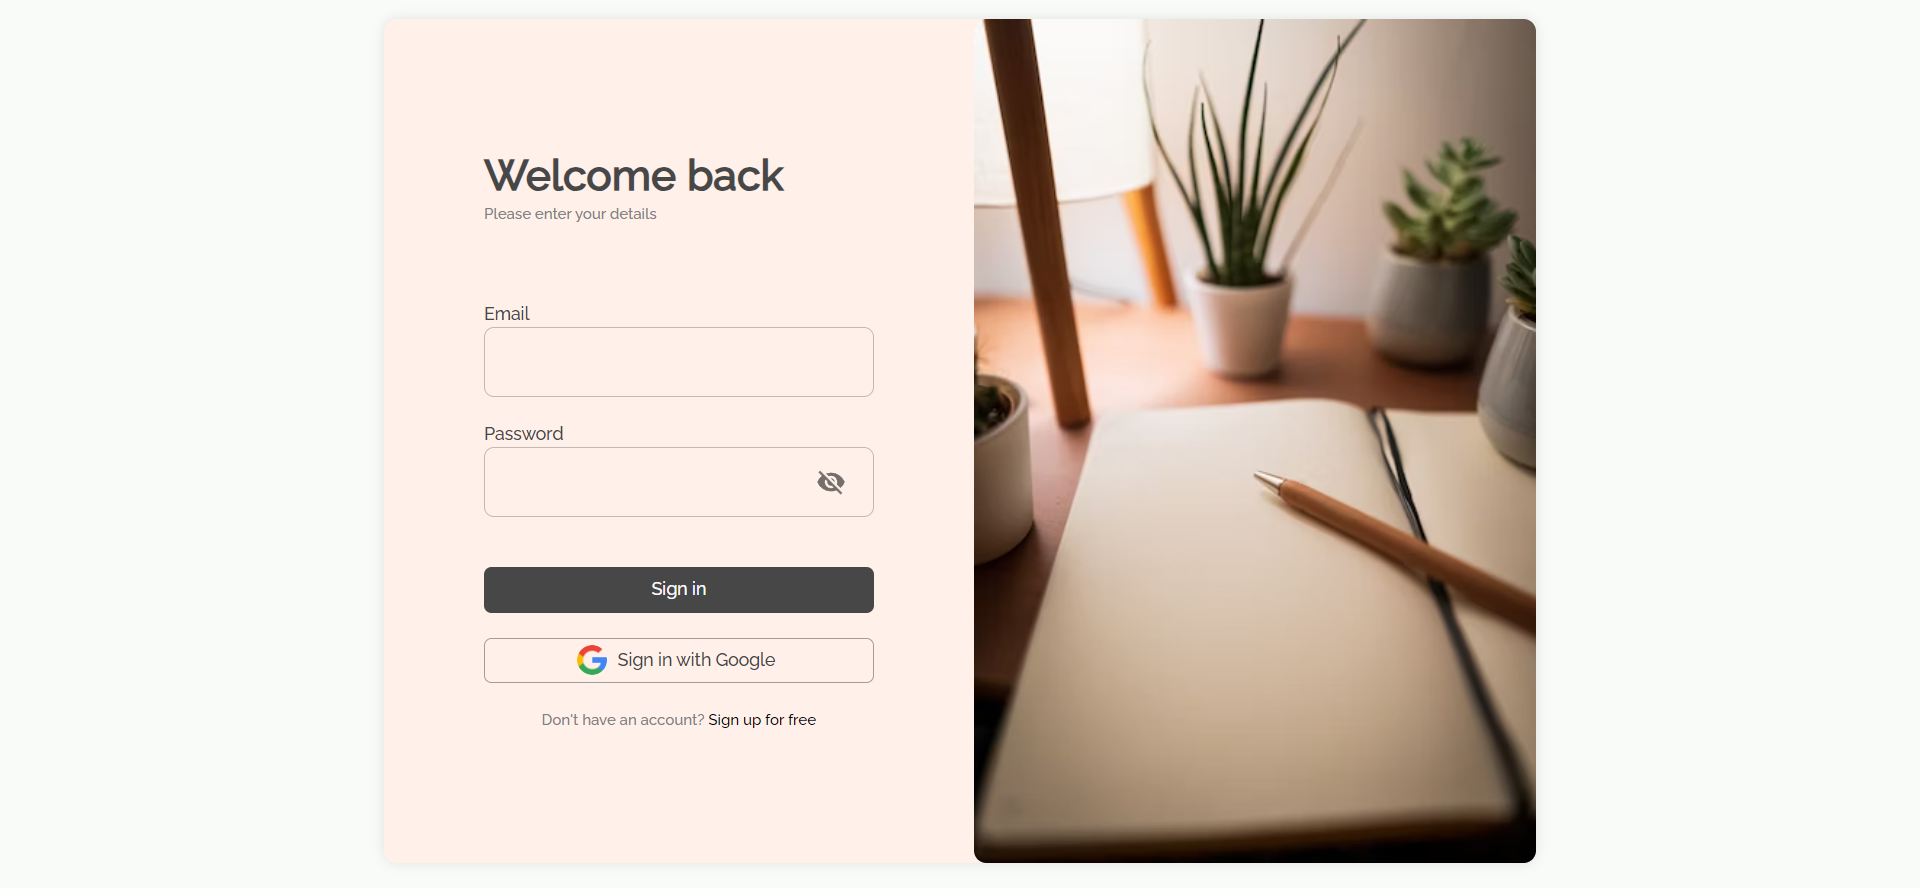 Welcome back
Please enter your details
Email
Password
Sign in
Sign in with Google
Don't have an account? Sign up for free